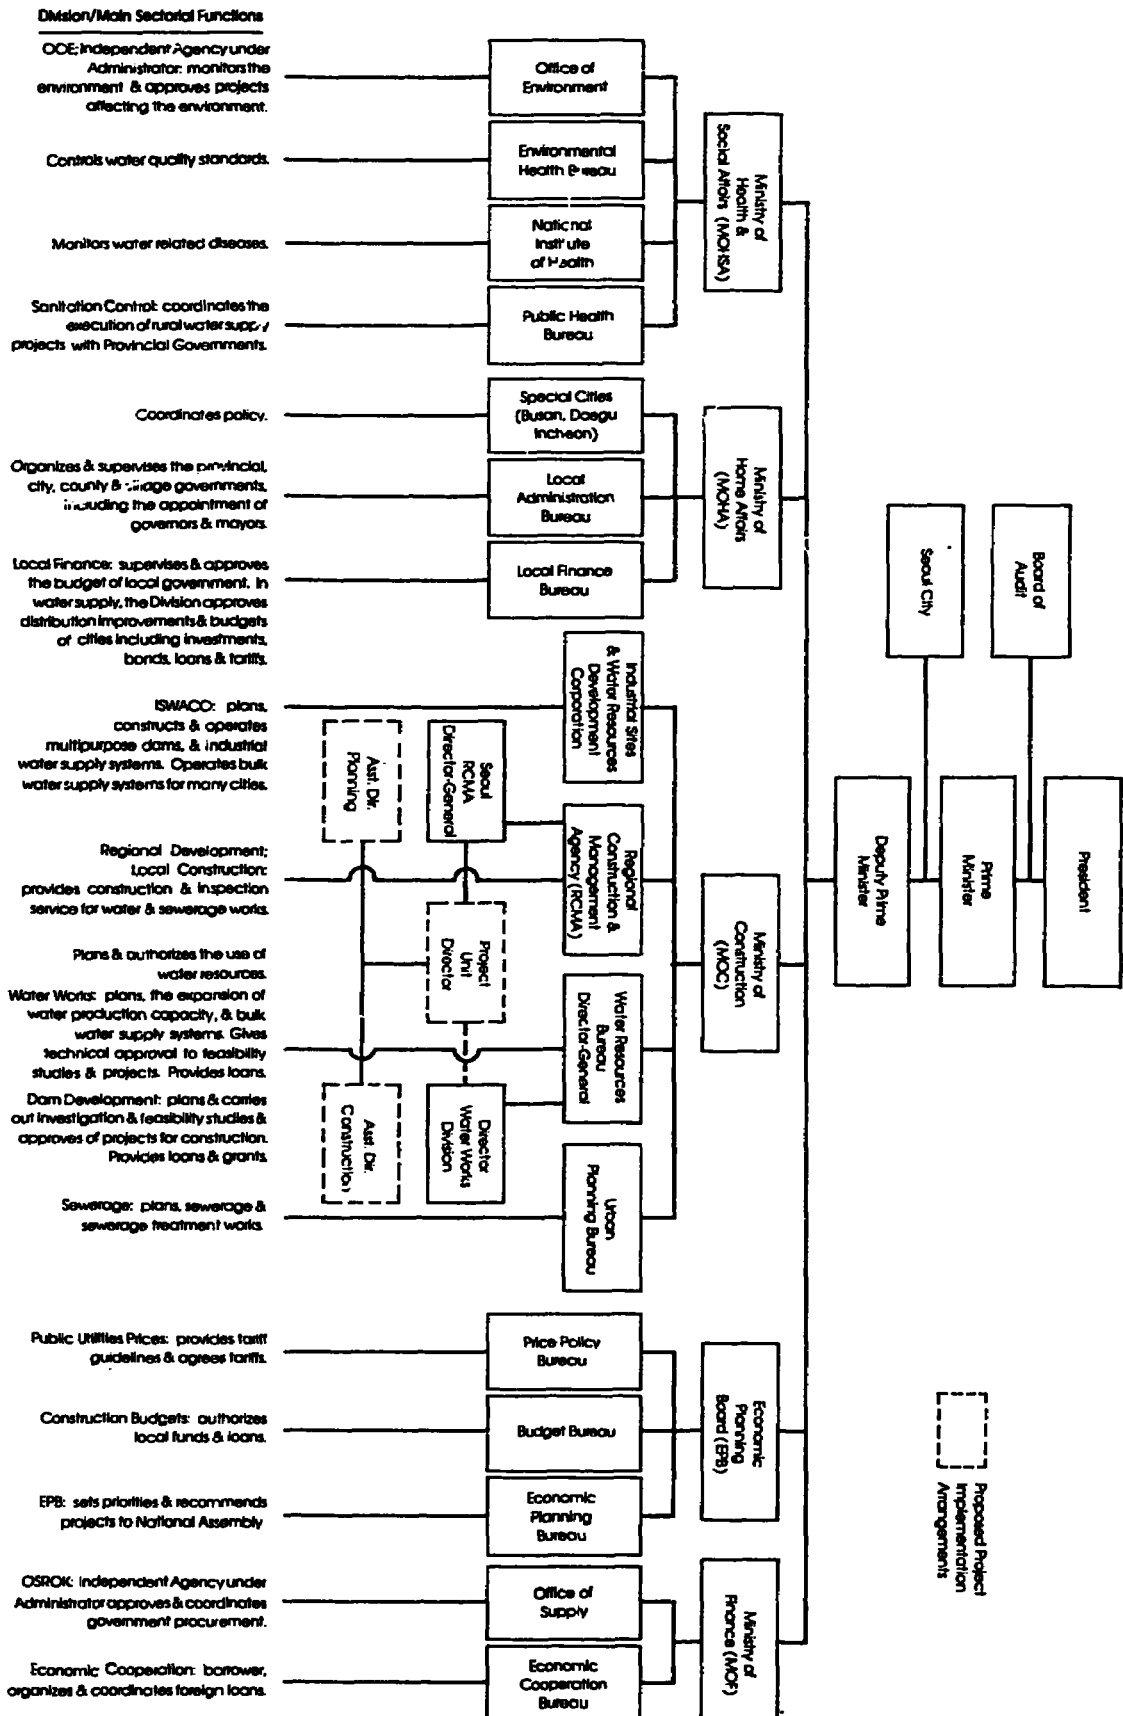 Division/Main Sectorial Functions
OOE: Independent Agency under
Administrator: monitors the
environment & approves projects
affecting the environment.
Controls water quality standards.
Monitors water related diseases.
Sanitation Control: coordinates the
execution of rural water supply
projects with Provincial Governments.
Coordinates policy.
Organizes & supervises the provincial,
city, county & village governments,
including the appointment of
governors & mayors.
Local Finance: supervises & approves
the budget of local government. In
water supply, the Division approves
distribution improvements & budgets
of cities including investments,
bonds, loans & tariffs.
ISWACO: plans,
constructs & operates
multipurpose dams, & industrial
water supply systems. Operates bulk
water supply systems for many cities.
Regional Development;
Local Construction:
provides construction & inspection
service for water & sewerage works.
Plans & authorizes the use of
water resources.
Water Works: plans, the expansion of
water production capacity, & bulk
water supply systems. Gives
technical approval to feasibility
studies & projects. Provides loans.
Dam Development: plans & carries
out investigation & feasibility studies &
approves of projects for construction.
Provides loans & grants.
Sewerage: plans, sewerage &
sewerage treatment works.
Public Utilities Prices: provides tariff
guidelines & agrees tariffs.
Construction Budgets: authorizes
local funds & loans.
EPB: sets priorities & recommends
projects to National Assembly
OSROK: Independent Agency under
Administrator approves & coordinates
government procurement.
Economic Cooperation: borrower,
organizes & coordinates foreign loans.
Office of
Environment
Environmental
Health Bureau
National
Institute
of Health
Public Health
Bureau
Special Cities
(Busan, Daegu
Incheon)
Local
Administration
Bureau
Local Finance
Bureau
Industrial Sites
& Water Resources
Development
Corporation
Regional
Construction &
Management
Agency (RCMA)
Water Resources
Bureau
Director-General
Urban
Planning Bureau
Seoul
RCMA
Director-General
Asst. Dir.
Planning
Project
Unit
Director
Director
Water Works
Division
Asst. Dir.
Construction
Price Policy
Bureau
Budget Bureau
Economic
Planning
Bureau
Office of
Supply
Economic
Cooperation
Bureau
Ministry of
Health &
Social Affairs (MOHSA)
Ministry of
Home Affairs
(MOHA)
Ministry of
Construction
(MOC)
Economic
Planning
Board (EPB)
Ministry of
Finance (MOF)
Seoul City
Board of
Audit
Deputy Prime
Minister
Prime
Minister
President
Proposed Project
Implementation
Arrangements